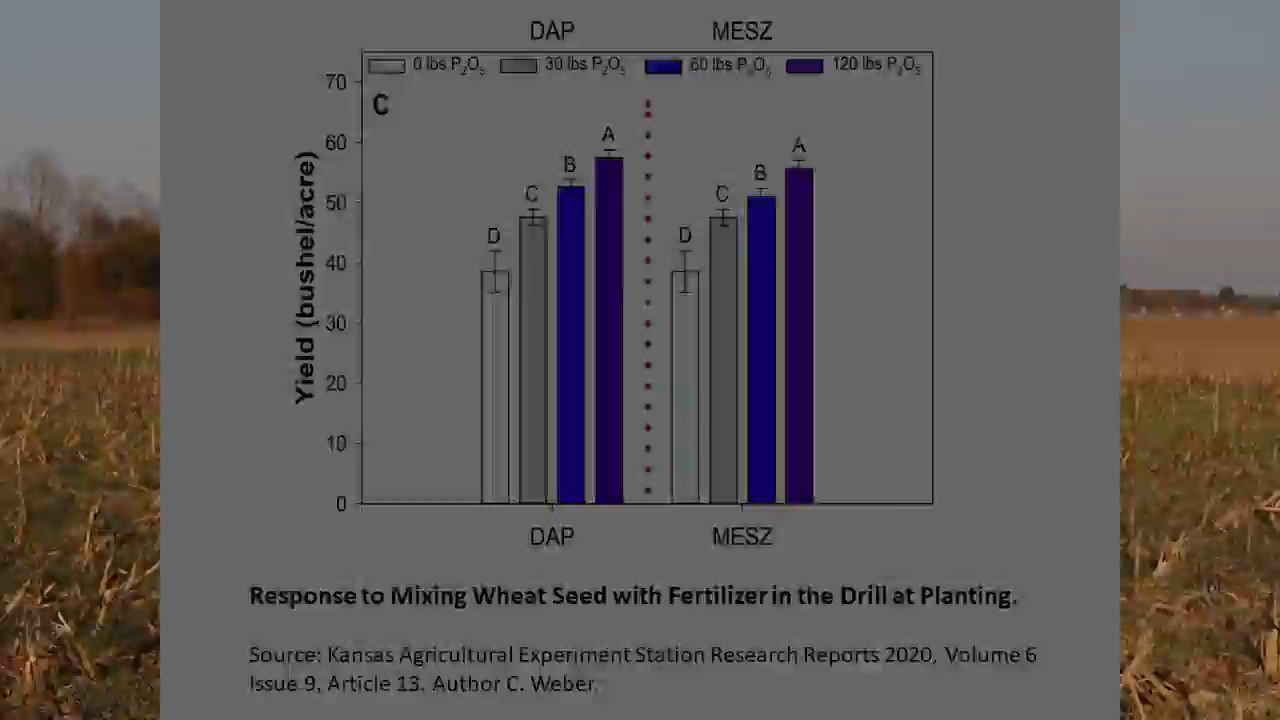 DAP MESZ
0 lbs P₂O₅ 30 lbs P₂O₅ 60 lbs P₂O₅ 120 lbs P₂O₅
C
70
60
50
40
30
20
10
0
Yield (bushel/acre)
D C B A D C B A
DAP MESZ
Response to Mixing Wheat Seed with Fertilizer in the Drill at Planting.
Source: Kansas Agricultural Experiment Station Research Reports 2020, Volume 6
Issue 9, Article 13. Author C. Weber.